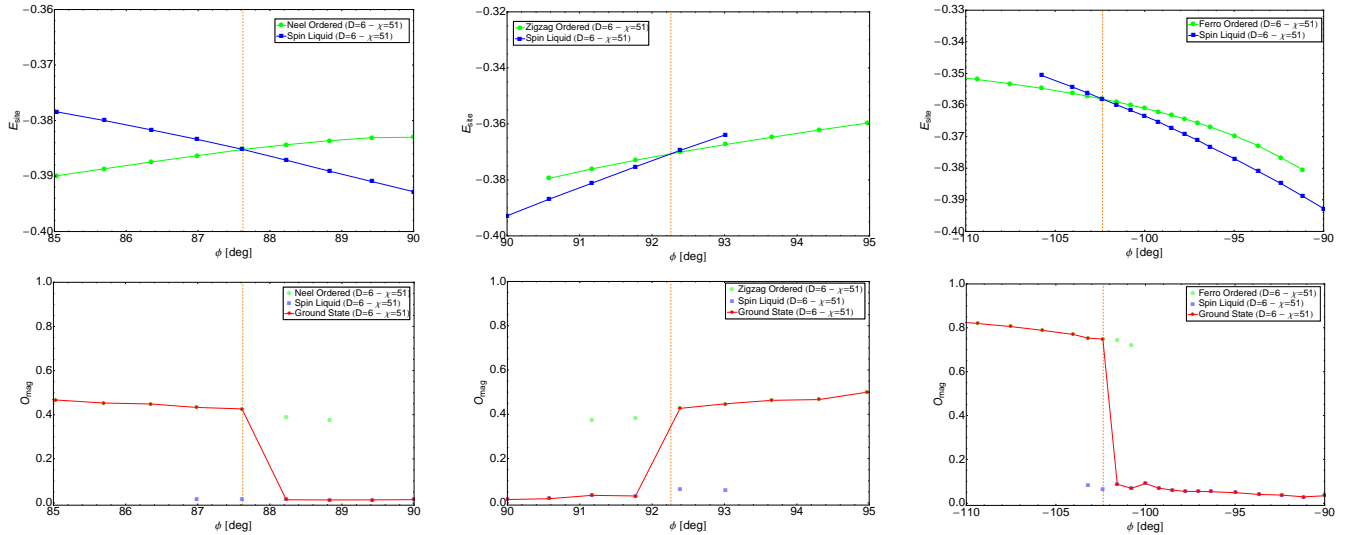 −0.36
−0.37
−0.38
−0.39
−0.40
E_site
Neel Ordered (D=6 − χ=51)
Spin Liquid (D=6 − χ=51)
85 86 87 88 89 90
ϕ [deg]
−0.32
−0.34
−0.36
−0.38
−0.40
E_site
Zigzag Ordered (D=6 − χ=51)
Spin Liquid (D=6 − χ=51)
90 91 92 93 94 95
ϕ [deg]
−0.33
−0.34
−0.35
−0.36
−0.37
−0.38
−0.39
−0.40
E_site
Ferro Ordered (D=6 − χ=51)
Spin Liquid (D=6 − χ=51)
−110 −105 −100 −95 −90
ϕ [deg]
1.0
0.8
0.6
0.4
0.2
0.0
O_mag
Neel Ordered (D=6 − χ=51)
Spin Liquid (D=6 − χ=51)
Ground State (D=6 − χ=51)
85 86 87 88 89 90
ϕ [deg]
1.0
0.8
0.6
0.4
0.2
0.0
O_mag
Zigzag Ordered (D=6 − χ=51)
Spin Liquid (D=6 − χ=51)
Ground State (D=6 − χ=51)
90 91 92 93 94 95
ϕ [deg]
1.0
0.8
0.6
0.4
0.2
0.0
O_mag
Ferro Ordered (D=6 − χ=51)
Spin Liquid (D=6 − χ=51)
Ground State (D=6 − χ=51)
−110 −105 −100 −95 −90
ϕ [deg]